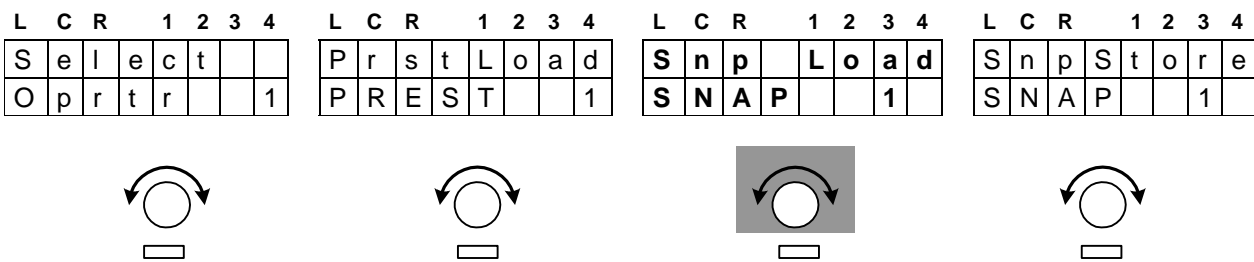 L C R 1 2 3 4 L C R 1 2 3 4 L C R 1 2 3 4 L C R 1 2 3 4
Select PrstLoad Snp Load SnpStore
Oprtr 1 PREST 1 SNAP 1 SNAP 1